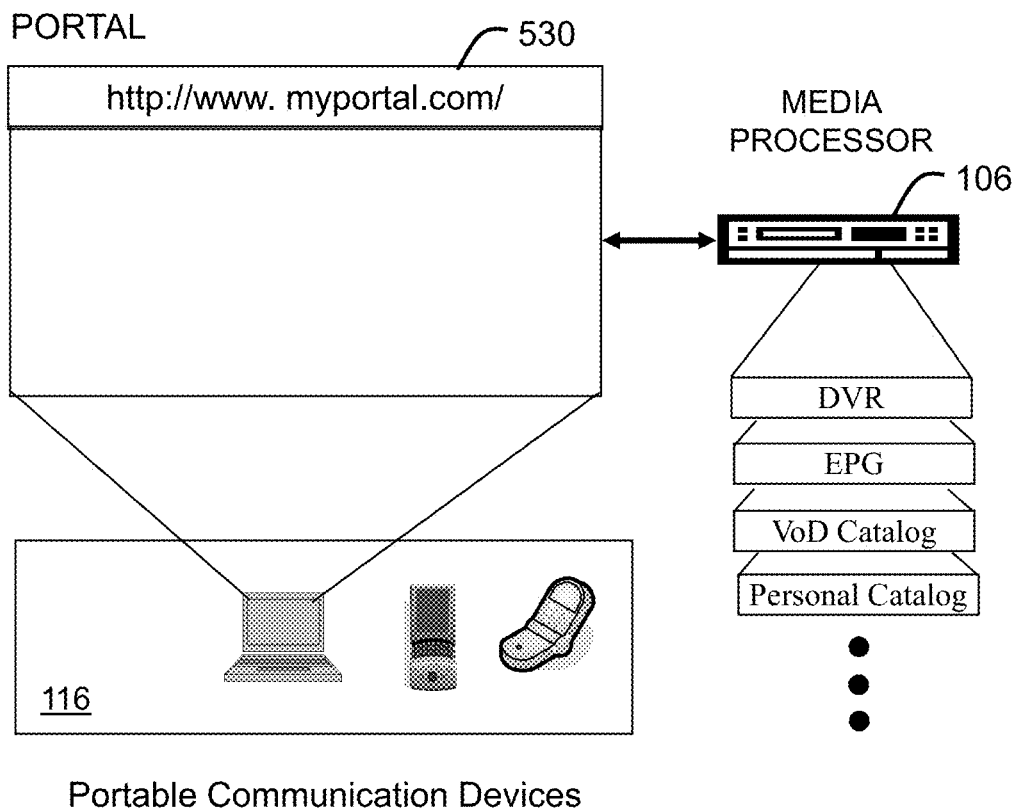 PORTAL
530
http://www. myportal.com/
MEDIA
PROCESSOR
106
DVR
EPG
VoD Catalog
Personal Catalog
116
Portable Communication Devices